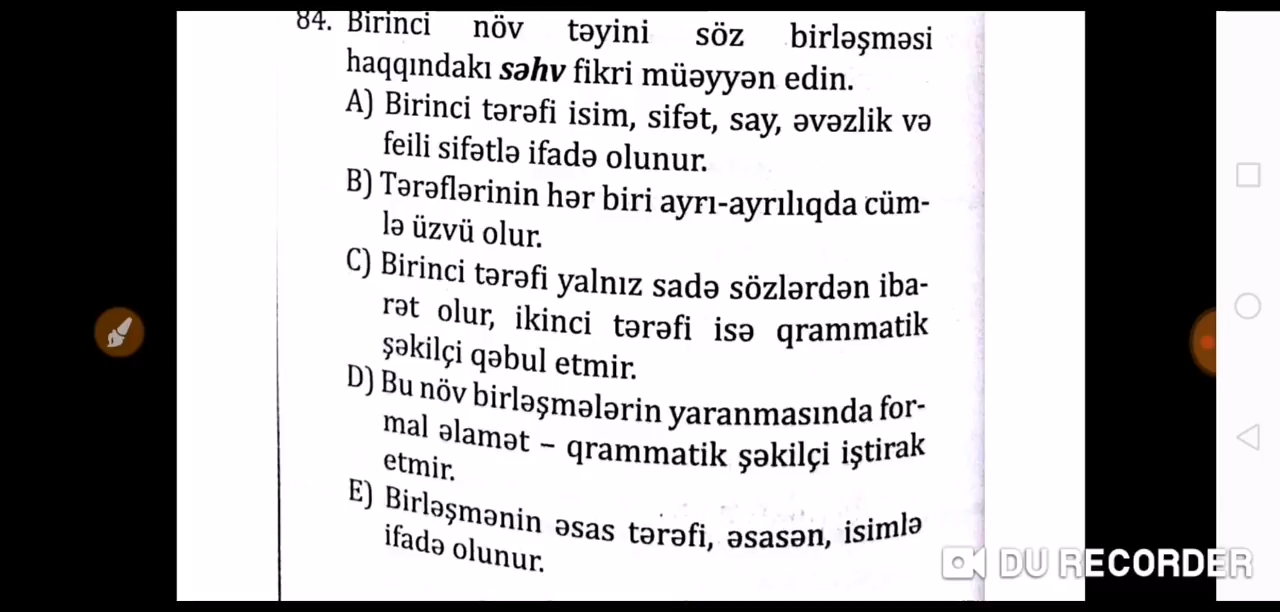 84. Birinci növ təyini söz birləşməsi
haqqındakı səhv fikri müəyyən edin.
A) Birinci tərəfi isim, sifət, say, əvəzlik və
feili sifətlə ifadə olunur.
B) Tərəflərinin hər biri ayrı-ayrılıqda cüm-
lə üzvü olur.
C) Birinci tərəfi yalnız sadə sözlərdən iba-
rət olur, ikinci tərəfi isə qrammatik
şəkilçi qəbul etmir.
D) Bu növ birləşmələrin yaranmasında for-
mal əlamət – qrammatik şəkilçi iştirak
etmir.
E) Birləşmənin əsas tərəfi, əsasən, isimlə
ifadə olunur.
DU RECORDER